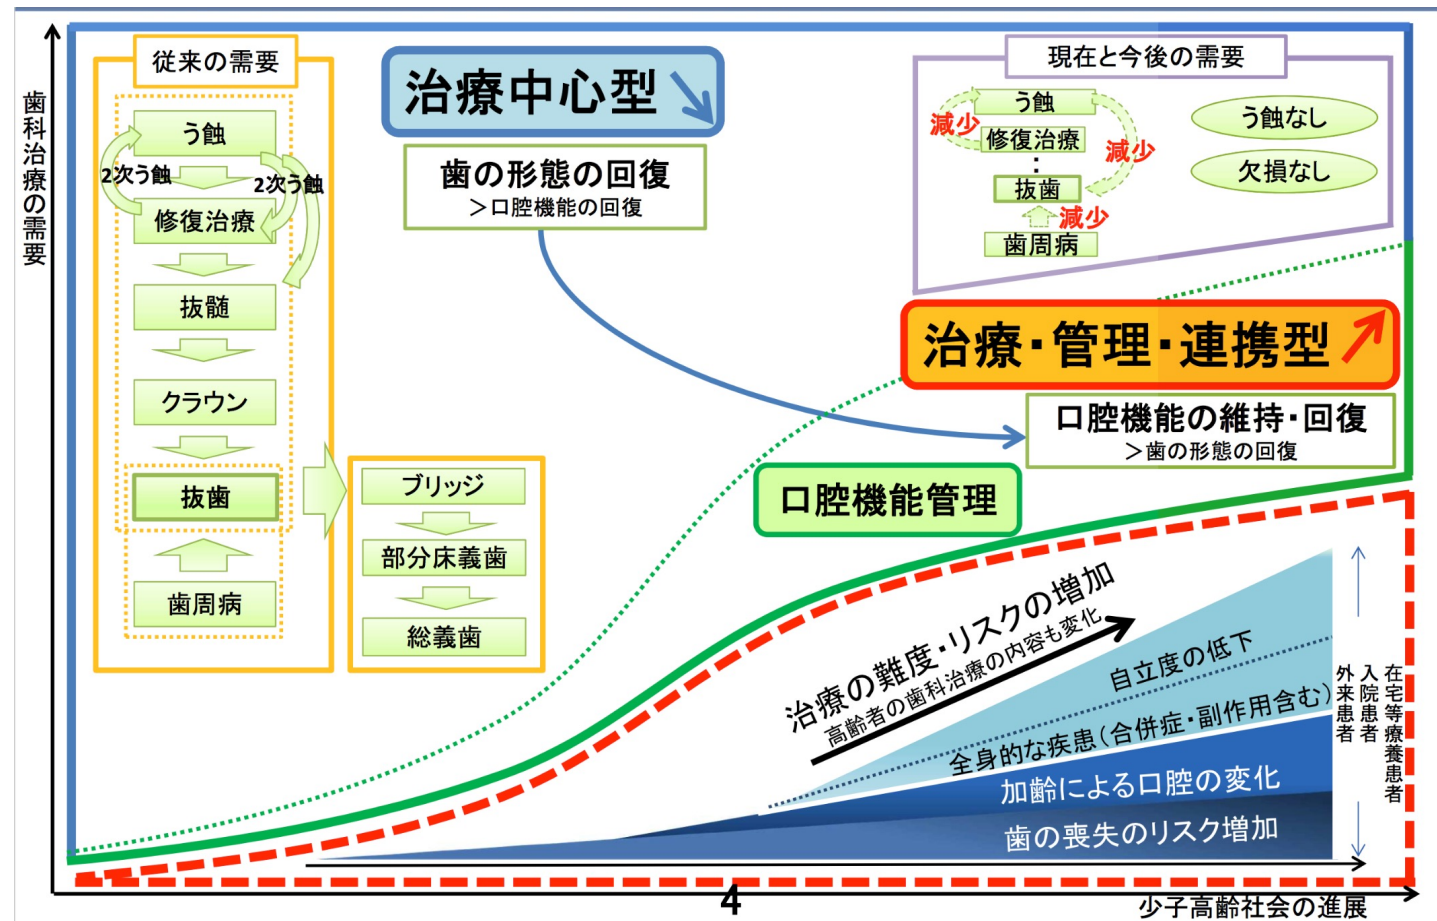 歯科治療の需要
従来の需要
う蝕
2次う蝕
2次う蝕
修復治療
抜髄
クラウン
抜歯
歯周病
ブリッジ
部分床義歯
総義歯
治療中心型
歯の形態の回復
＞口腔機能の回復
現在と今後の需要
う蝕
減少
修復治療
減少
：
抜歯
減少
歯周病
う蝕なし
欠損なし
治療・管理・連携型
口腔機能の維持・回復
＞歯の形態の回復
口腔機能管理
治療の難度・リスクの増加
高齢者の歯科治療の内容も変化
自立度の低下
全身的な疾患（合併症・副作用含む）
加齢による口腔の変化
歯の喪失のリスク増加
在宅等療養患者
入院患者
外来患者
4
少子高齢社会の進展